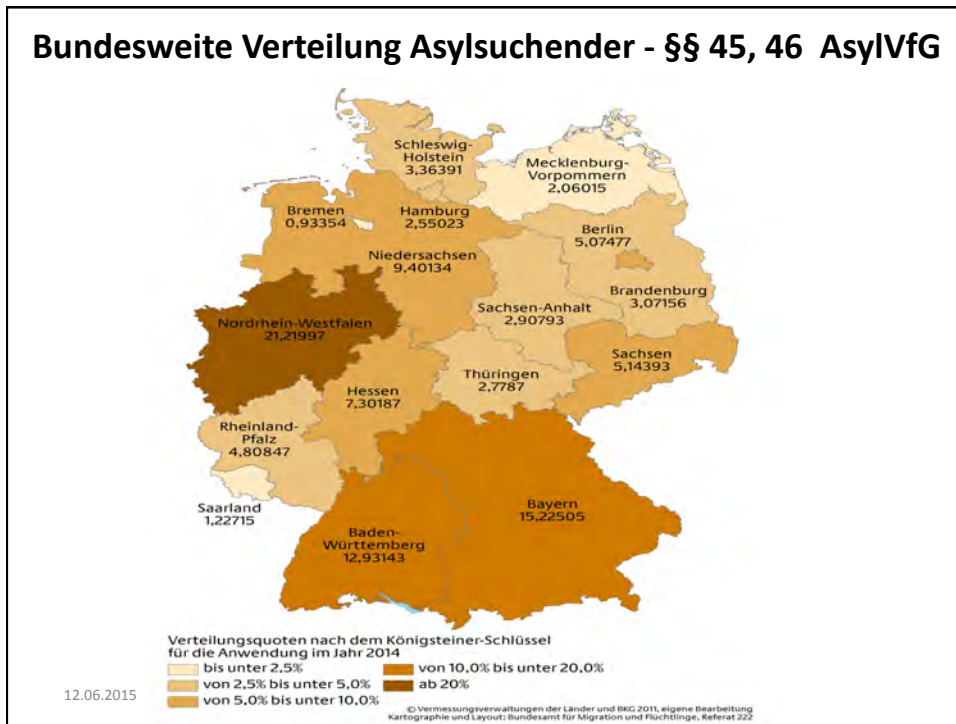 Bundesweite Verteilung Asylsuchender - §§ 45, 46 AsylVfG
Schleswig-
Holstein
3,36391
Mecklenburg-
Vorpommern
2,06015
Bremen
0,93354
Hamburg
2,55023
Berlin
5,07477
Niedersachsen
9,40134
Brandenburg
3,07156
Sachsen-Anhalt
2,90793
Nordrhein-Westfalen
21,21997
Sachsen
5,14393
Thüringen
2,7787
Hessen
7,30187
Rheinland-
Pfalz
4,80847
Saarland
1,22715
Bayern
15,22505
Baden-
Württemberg
12,93143
Verteilungsquoten nach dem Königsteiner-Schlüssel
für die Anwendung im Jahr 2014
bis unter 2,5%
von 2,5% bis unter 5,0%
von 5,0% bis unter 10,0%
von 10,0% bis unter 20,0%
ab 20%
12.06.2015
© Vermessungsverwaltungen der Länder und BKG 2011, eigene Bearbeitung
Kartographie und Layout: Bundesamt für Migration und Flüchtlinge, Referat 222